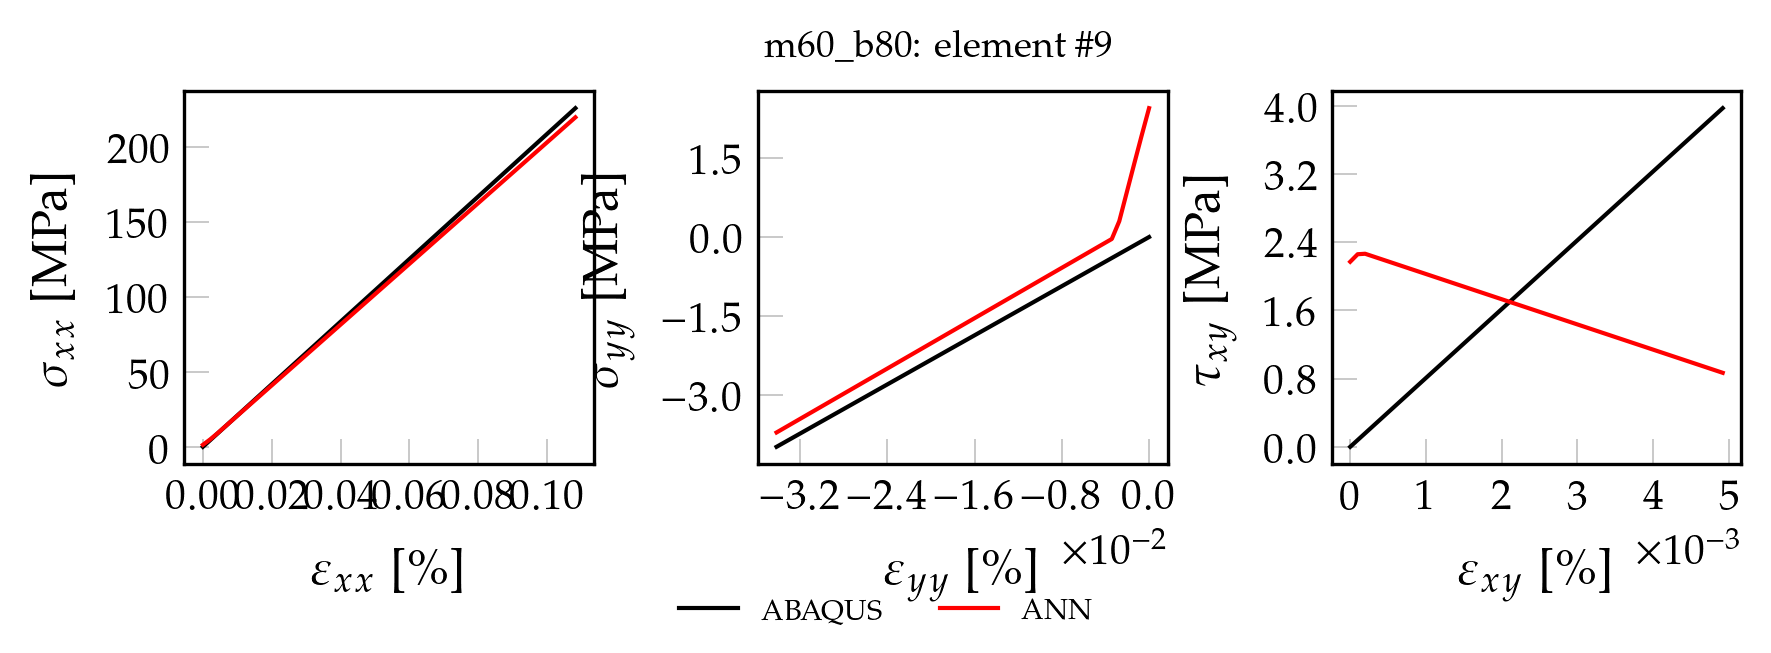 m60_b80: element #9
σxx [MPa]
200
150
100
50
0
0.00 0.02 0.04 0.06 0.08 0.10
εxx [%]
σyy [MPa]
1.5
0.0
−1.5
−3.0
−3.2 −2.4 −1.6 −0.8 0.0
×10−2
εyy [%]
τxy [MPa]
4.0
3.2
2.4
1.6
0.8
0.0
0 1 2 3 4 5
×10−3
εxy [%]
ABAQUS ANN